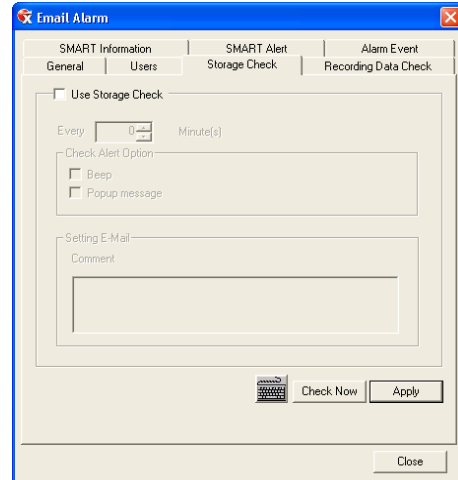 Email Alarm
SMART Information SMART Alert Alarm Event
General Users Storage Check Recording Data Check
Use Storage Check
Every 0 Minute(s)
Check Alert Option
Beep
Popup message
Setting E-Mail
Comment
Check Now Apply
Close